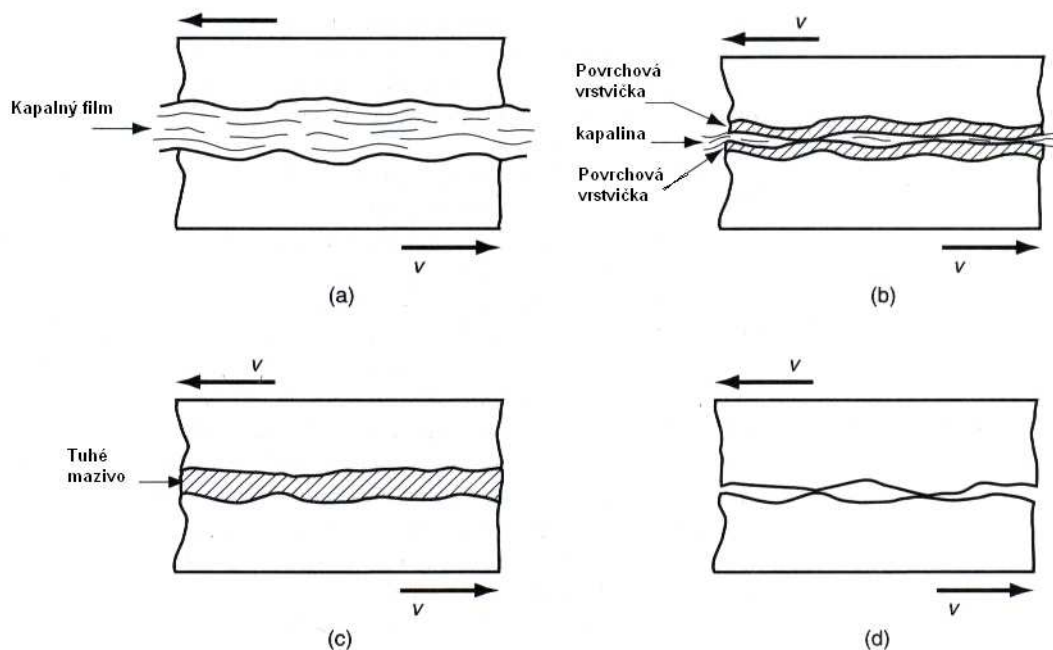 Kapalný film
v
(a)
v
Povrchová
vrstvička
kapalina
Povrchová
vrstvička
v
(b)
v
Tuhé
mazivo
v
(c)
v
(d)